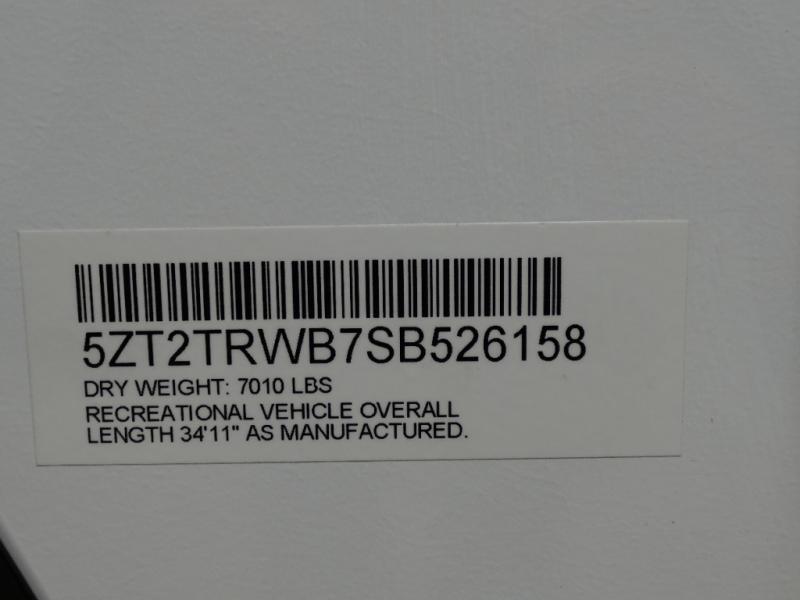 5ZT2TRWB7SB526158
DRY WEIGHT: 7010 LBS
RECREATIONAL VEHICLE OVERALL
LENGTH 34'11" AS MANUFACTURED.